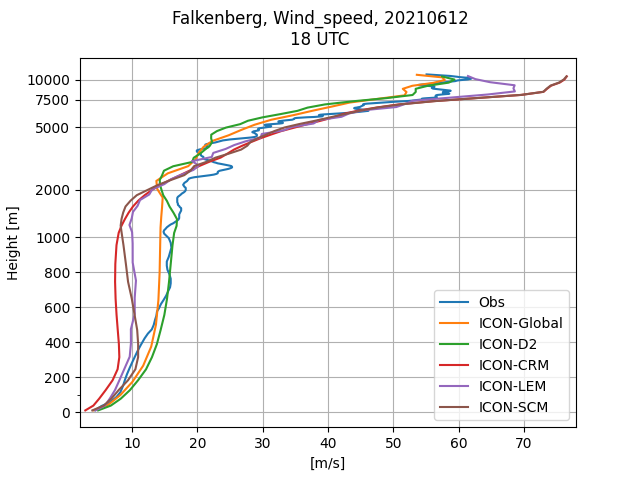 Falkenberg, Wind_speed, 20210612
18 UTC
10000
7500
5000
2000
1000
800
600
400
200
0
Height [m]
10 20 30 40 50 60 70
[m/s]
Obs
ICON-Global
ICON-D2
ICON-CRM
ICON-LEM
ICON-SCM